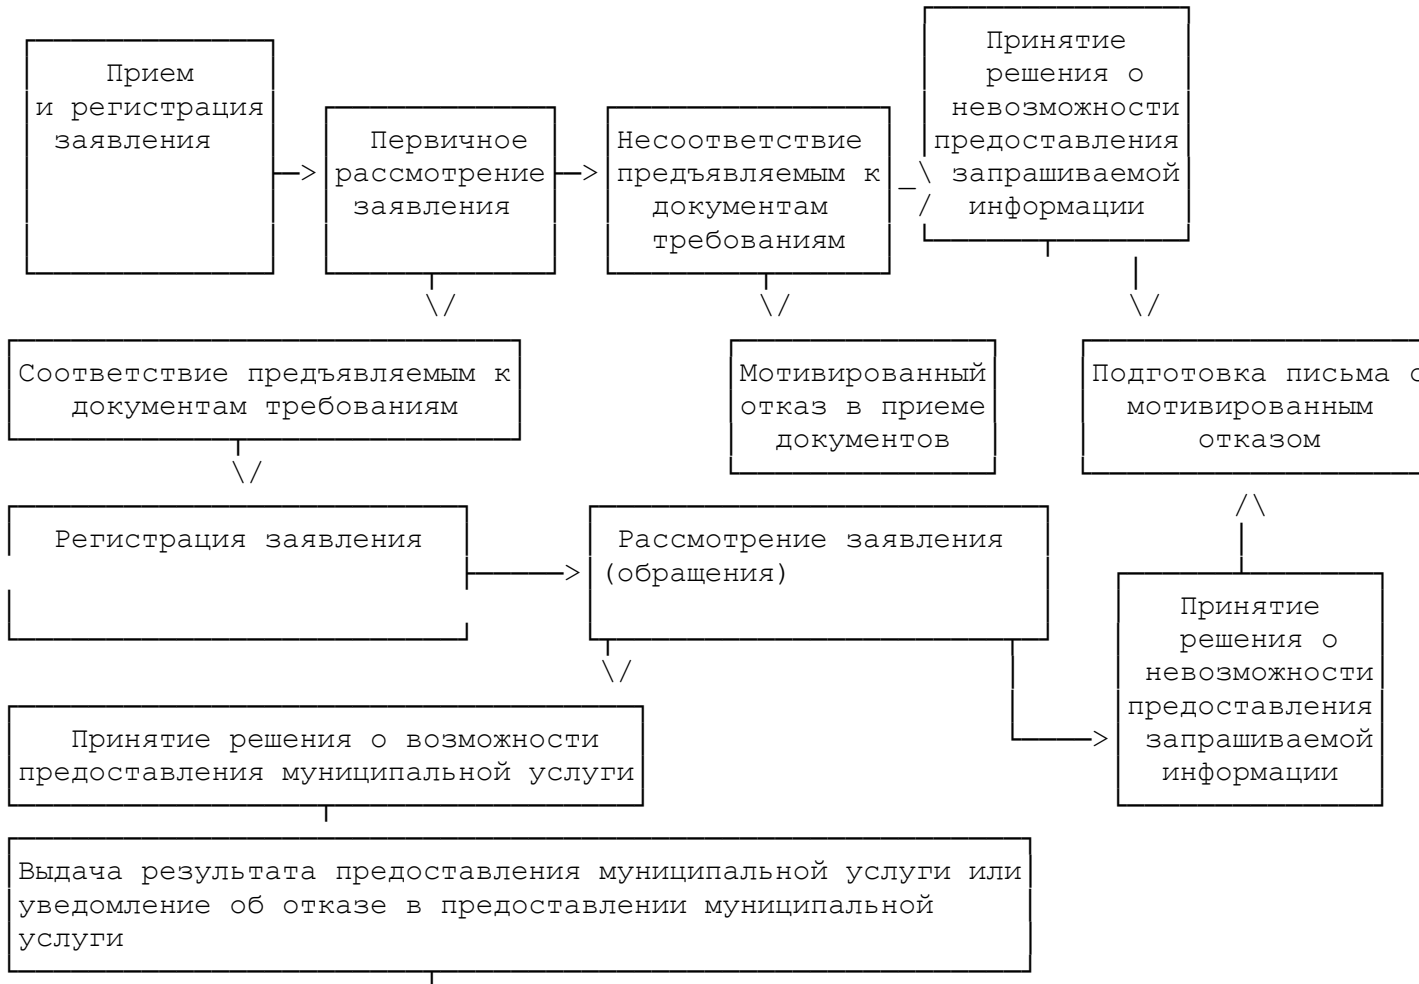 Прием
и регистрация
заявления
Первичное
рассмотрение
заявления
Несоответствие
предъявляемым к
документам
требованиям
Принятие
решения о
невозможности
предоставления
запрашиваемой
информации
Соответствие предъявляемым к
документам требованиям
Мотивированный
отказ в приеме
документов
Подготовка письма с
мотивированным
отказом
Регистрация заявления
Рассмотрение заявления
(обращения)
Принятие
решения о
невозможности
предоставления
запрашиваемой
информации
Принятие решения о возможности
предоставления муниципальной услуги
Выдача результата предоставления муниципальной услуги или
уведомление об отказе в предоставлении муниципальной
услуги